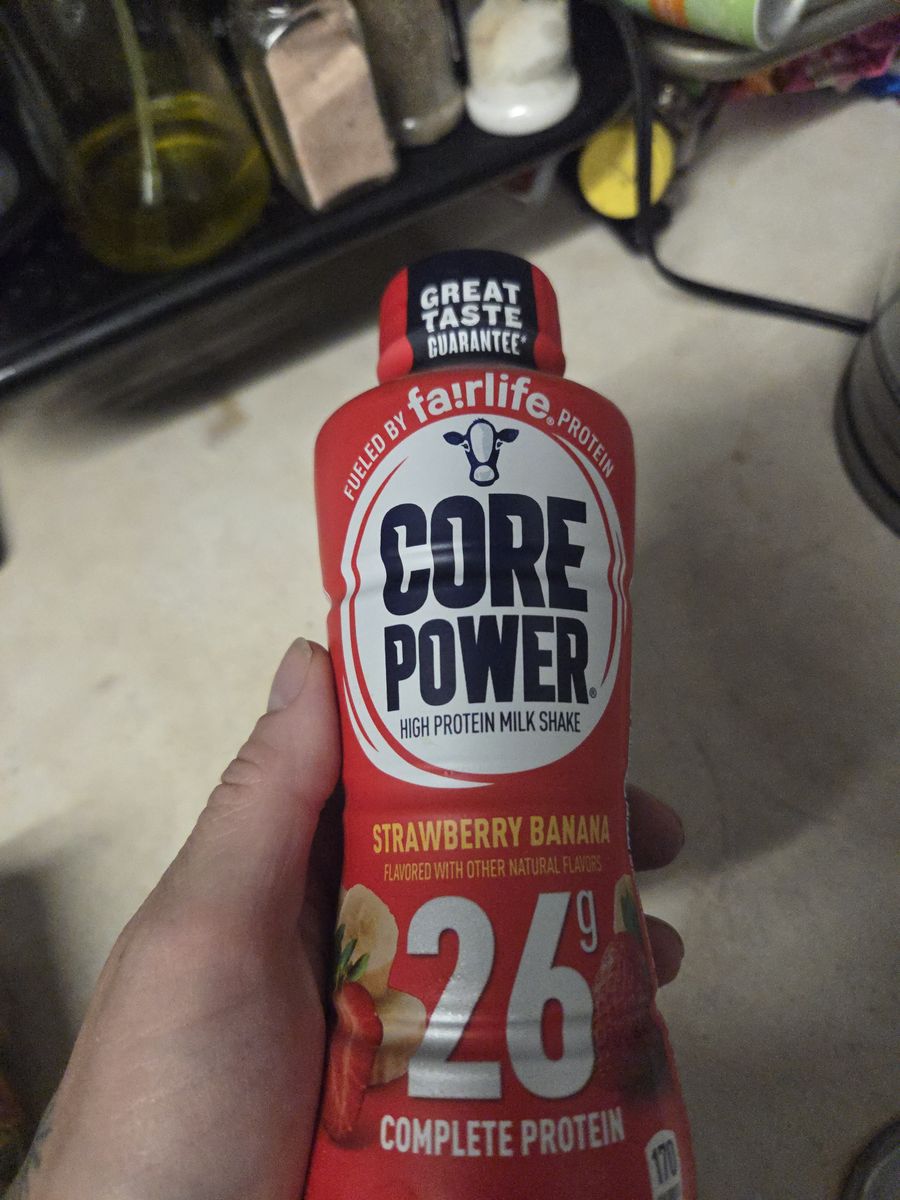 GREAT
TASTE
GUARANTEE*
FUELED BY fa!rlife® PROTEIN
CORE
POWER®
HIGH PROTEIN MILK SHAKE
STRAWBERRY BANANA
FLAVORED WITH OTHER NATURAL FLAVORS
26g
COMPLETE PROTEIN
170